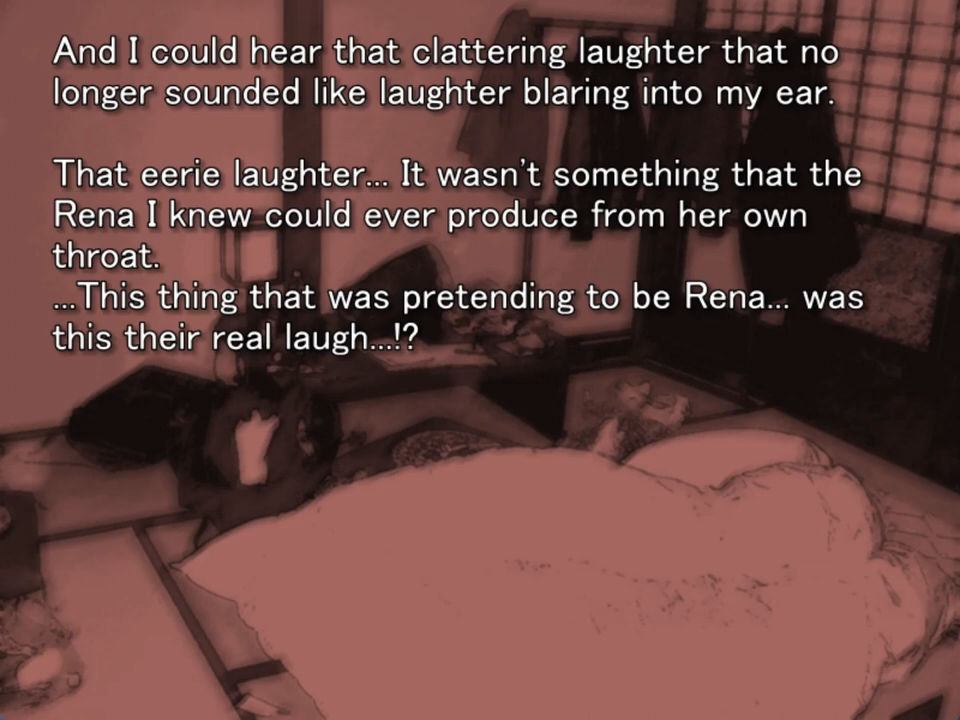 And I could hear that clattering laughter that no
longer sounded like laughter blaring into my ear.
That eerie laughter... It wasn't something that the
Rena I knew could ever produce from her own
throat.
...This thing that was pretending to be Rena... was
this their real laugh...!?